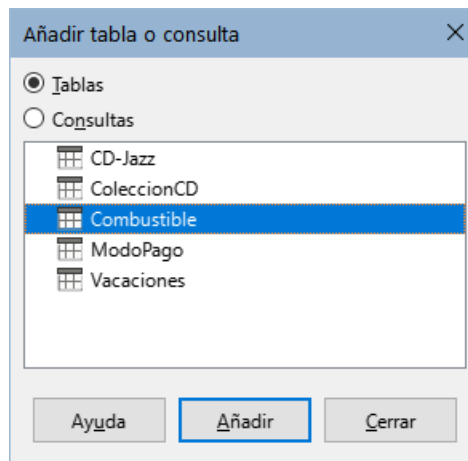 Añadir tabla o consulta
Tablas
Consultas
CD-Jazz
ColeccionCD
Combustible
ModoPago
Vacaciones
Ayuda Añadir Cerrar